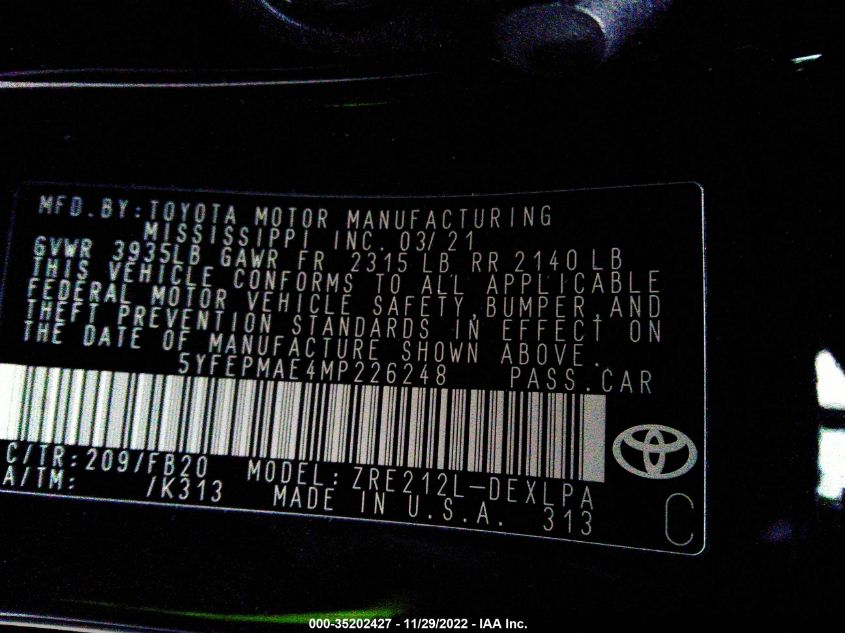 MFD.BY:TOYOTA MOTOR MANUFACTURING
MISSISSIPPI INC. 03/21
GVWR 3935LB GAWR FR 2315 LB RR 2140 LB
THIS VEHICLE CONFORMS TO ALL APPLICABLE
FEDERAL MOTOR VEHICLE SAFETY,BUMPER,AND
THEFT PREVENTION STANDARDS IN EFFECT ON
THE DATE OF MANUFACTURE SHOWN ABOVE.
5YFEPMAE4MP226248 PASS.CAR
C/TR:209/FB20 MODEL:ZRE212L-DEXLPA
A/TM: /K313 MADE IN U.S.A. 313
C
000-35202427 - 11/29/2022 - IAA Inc.